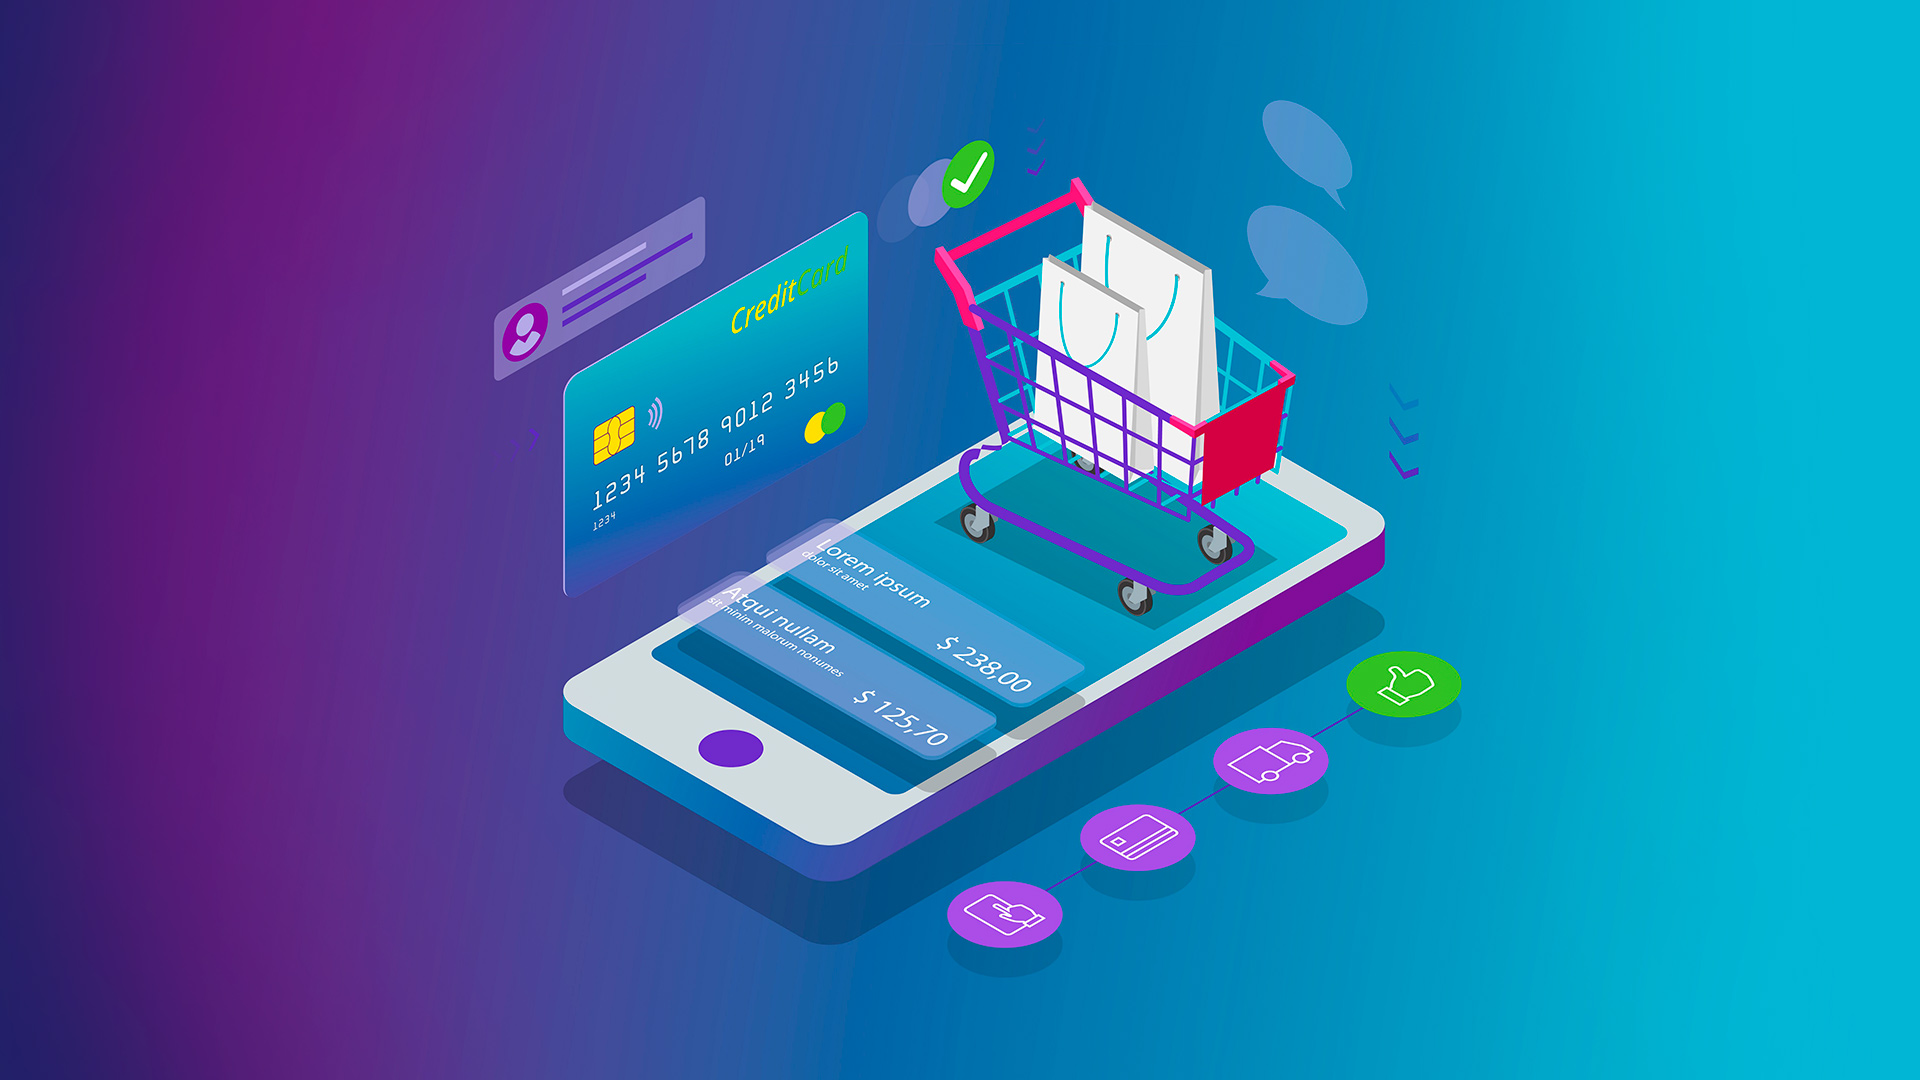 CreditCard
1234 5678 9012 3456
01/19
1234
Lorem ipsum
dolor sit amet
$ 238,00
Atqui nullam
sit minim malorum nonumes
$ 125,70